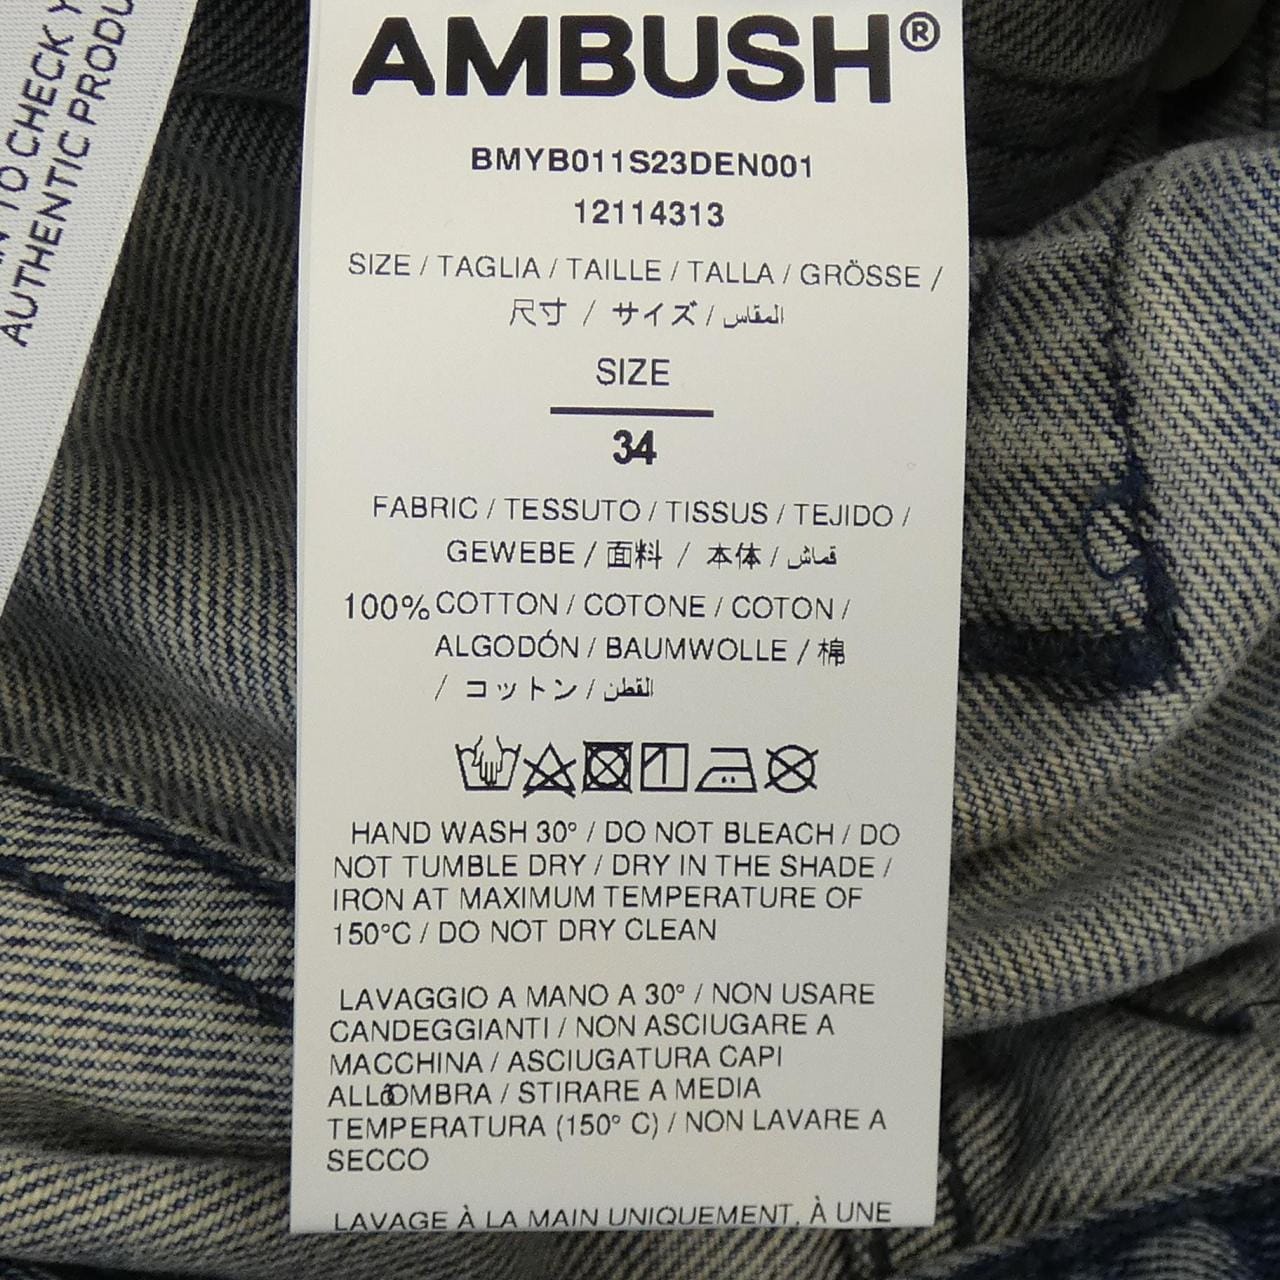 TO CHECK
AUTHENTIC
AMBUSH®
BMYB011S23DEN001
12114313
SIZE / TAGLIA / TAILLE / TALLA / GRÖSSE /
尺寸 / サイズ / المقاس
SIZE
34
FABRIC / TESSUTO / TISSUS / TEJIDO /
GEWEBE / 面料 / 本体 / قماش
100% COTTON / COTONE / COTON /
ALGODÓN / BAUMWOLLE / 棉
/ コットン / القطن
HAND WASH 30° / DO NOT BLEACH / DO
NOT TUMBLE DRY / DRY IN THE SHADE /
IRON AT MAXIMUM TEMPERATURE OF
150°C / DO NOT DRY CLEAN
LAVAGGIO A MANO A 30° / NON USARE
CANDEGGIANTI / NON ASCIUGARE A
MACCHINA / ASCIUGATURA CAPI
ALLâOMBRA / STIRARE A MEDIA
TEMPERATURA (150° C) / NON LAVARE A
SECCO
LAVAGE À LA MAIN UNIQUEMENT, À UNE